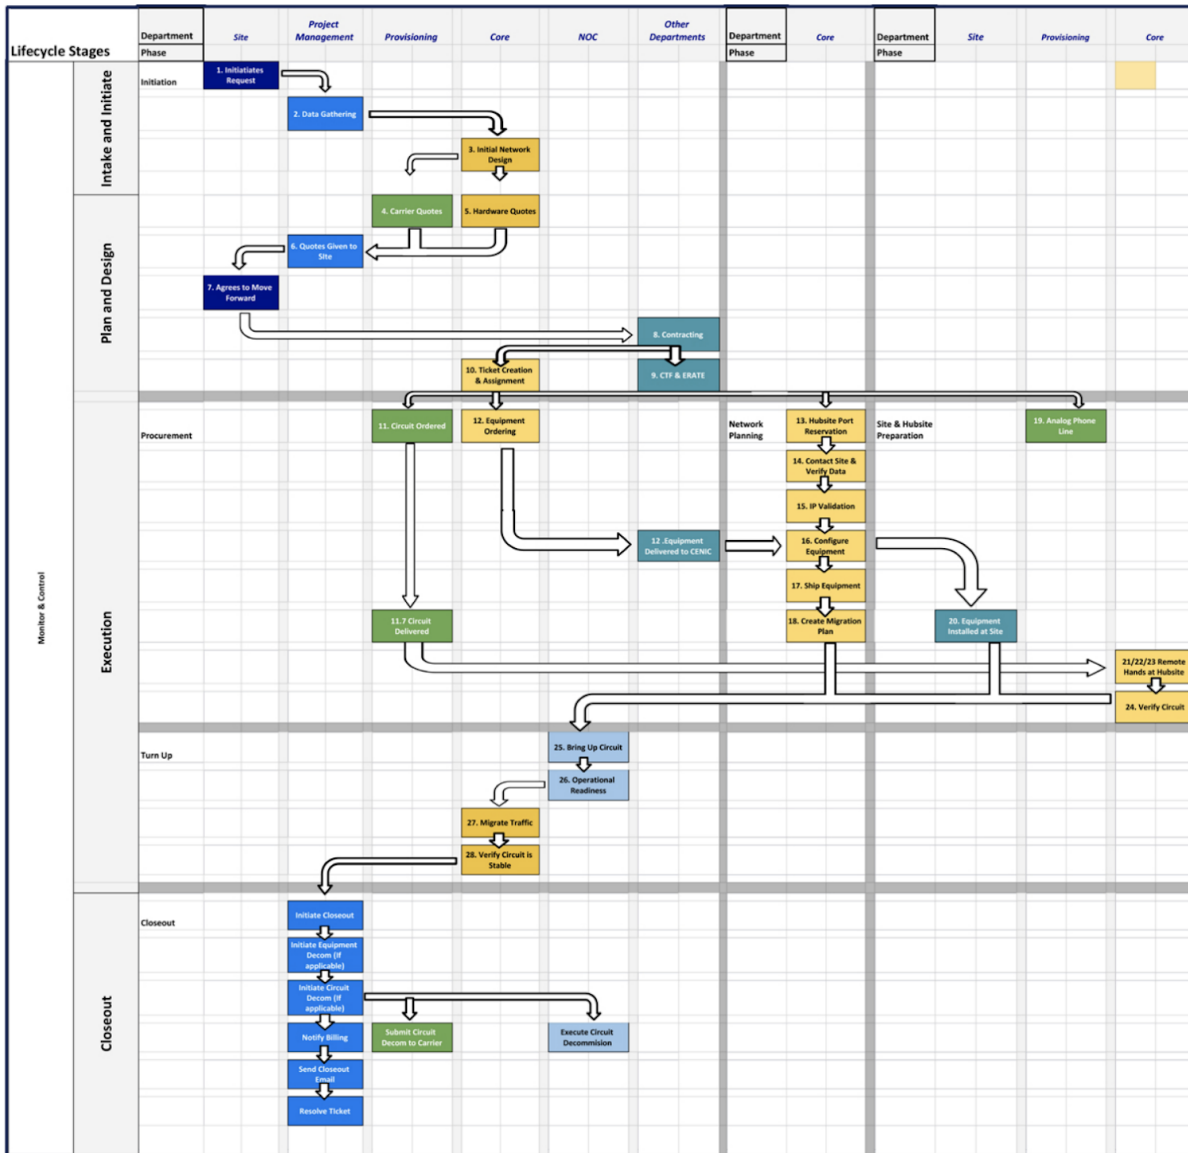 Lifecycle Stages
Department
Phase
Site
Project
Management
Provisioning
Core
NOC
Other
Departments
Department
Phase
Core
Department
Phase
Site
Provisioning
Core
Monitor & Control
Intake and Initiate
Initiation
1. Initiatiates
Request
2. Data Gathering
3. Initial Network
Design
Plan and Design
4. Carrier Quotes
5. Hardware Quotes
6. Quotes Given to
Site
7. Agrees to Move
Forward
8. Contracting
10. Ticket Creation
& Assignment
9. CTF & ERATE
Execution
Procurement
11. Circuit Ordered
12. Equipment
Ordering
Network
Planning
13. Hubsite Port
Reservation
Site & Hubsite
Preparation
19. Analog Phone
Line
14. Contact Site &
Verify Data
15. IP Validation
12 .Equipment
Delivered to CENIC
16. Configure
Equipment
17. Ship Equipment
11.7 Circuit
Delivered
18. Create Migration
Plan
20. Equipment
Installed at Site
21/22/23 Remote
Hands at Hubsite
24. Verify Circuit
Turn Up
25. Bring Up Circuit
26. Operational
Readiness
27. Migrate Traffic
28. Verify Circuit is
Stable
Closeout
Closeout
Initiate Closeout
Initiate Equipment
Decom (If
applicable)
Initiate Circuit
Decom (If
applicable)
Notify Billing
Submit Circuit
Decom to Carrier
Execute Circuit
Decommision
Send Closeout
Email
Resolve Ticket